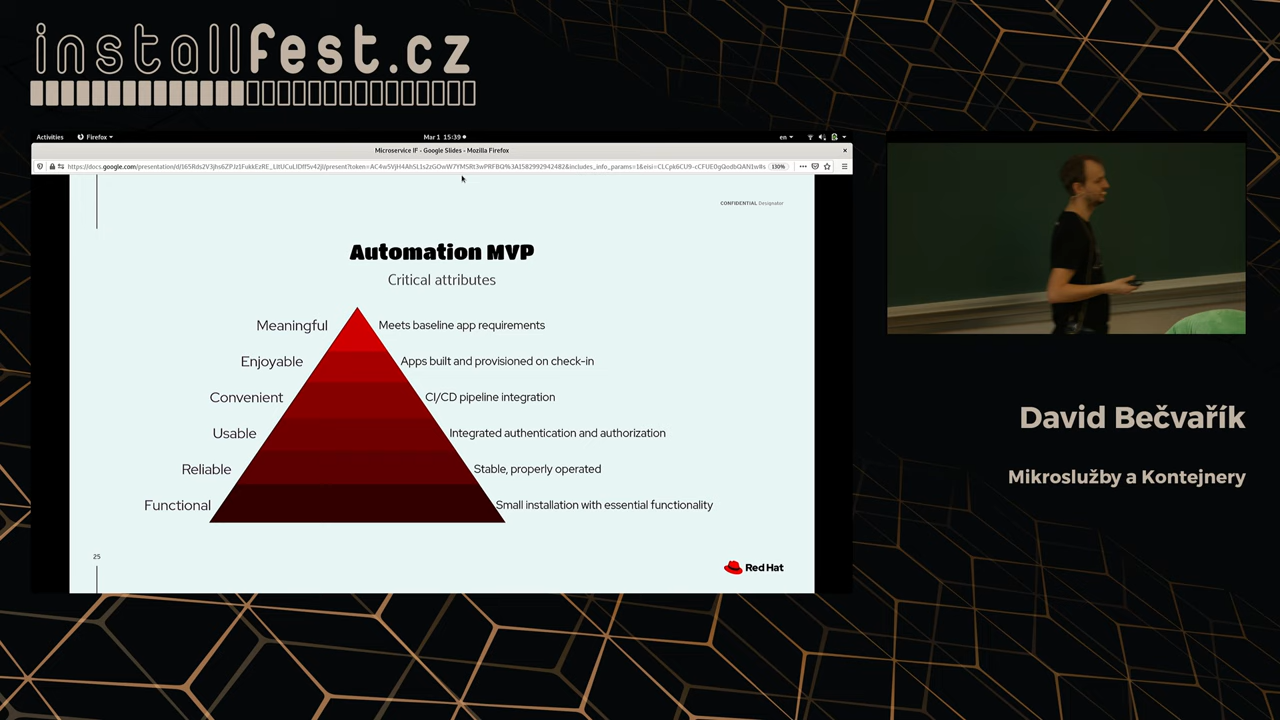 installfest.cz
Activities Firefox Mar 1 15:39 en
Microservice IF - Google Slides - Mozilla Firefox
130%
CONFIDENTIAL Designator
Automation MVP
Critical attributes
Meaningful Meets baseline app requirements
Enjoyable Apps built and provisioned on check-in
Convenient CI/CD pipeline integration
Usable Integrated authentication and authorization
Reliable Stable, properly operated
Functional Small installation with essential functionality
25
Red Hat
David Bečvařík
Mikroslužby a Kontejnery